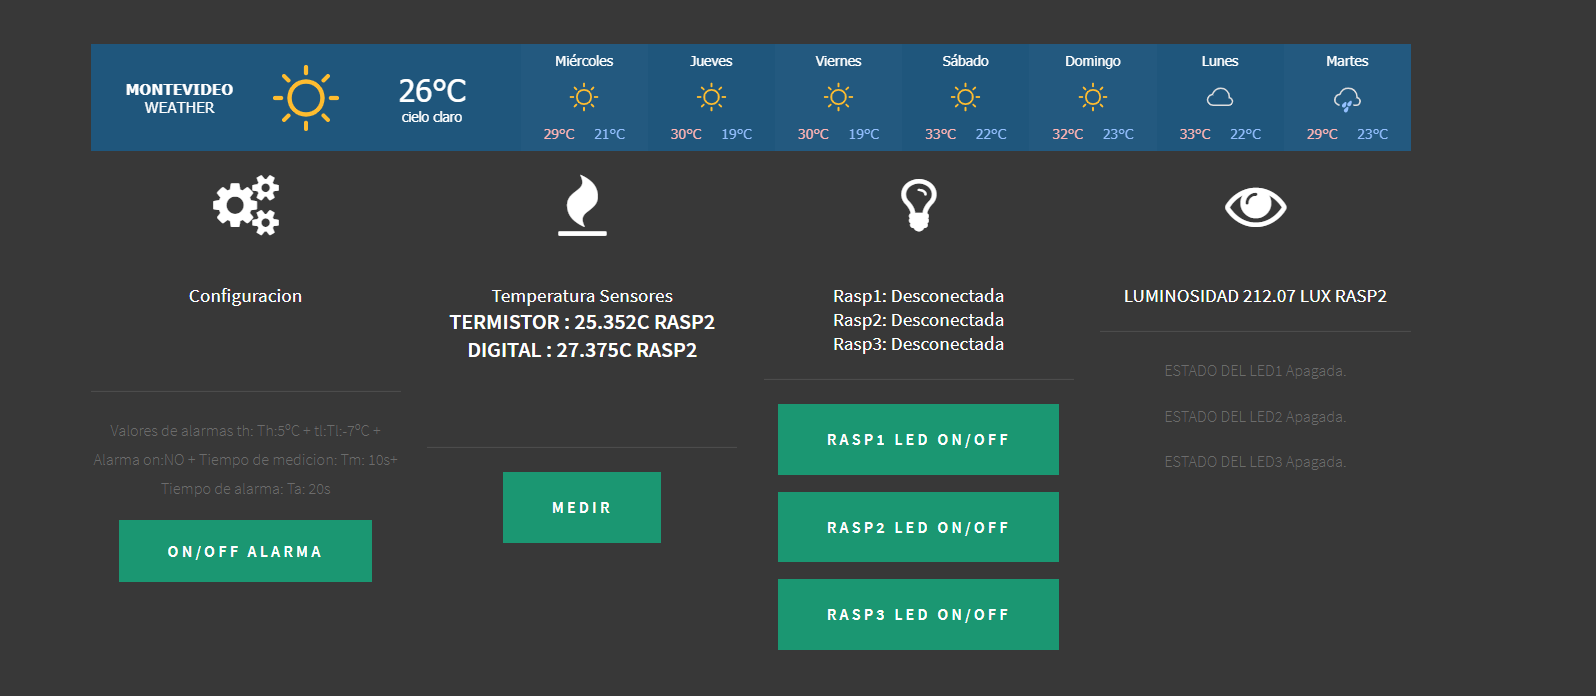 MONTEVIDEO
WEATHER
26°C
cielo claro
Miércoles
29°C 21°C
Jueves
30°C 19°C
Viernes
30°C 19°C
Sábado
33°C 22°C
Domingo
32°C 23°C
Lunes
33°C 22°C
Martes
29°C 23°C
Configuracion
Valores de alarmas th: Th:5ºC + tl:Tl:-7ºC +
Alarma on:NO + Tiempo de medicion: Tm: 10s+
Tiempo de alarma: Ta: 20s
ON/OFF ALARMA
Temperatura Sensores
TERMISTOR : 25.352C RASP2
DIGITAL : 27.375C RASP2
MEDIR
Rasp1: Desconectada
Rasp2: Desconectada
Rasp3: Desconectada
RASP1 LED ON/OFF
RASP2 LED ON/OFF
RASP3 LED ON/OFF
LUMINOSIDAD 212.07 LUX RASP2
ESTADO DEL LED1 Apagada.
ESTADO DEL LED2 Apagada.
ESTADO DEL LED3 Apagada.